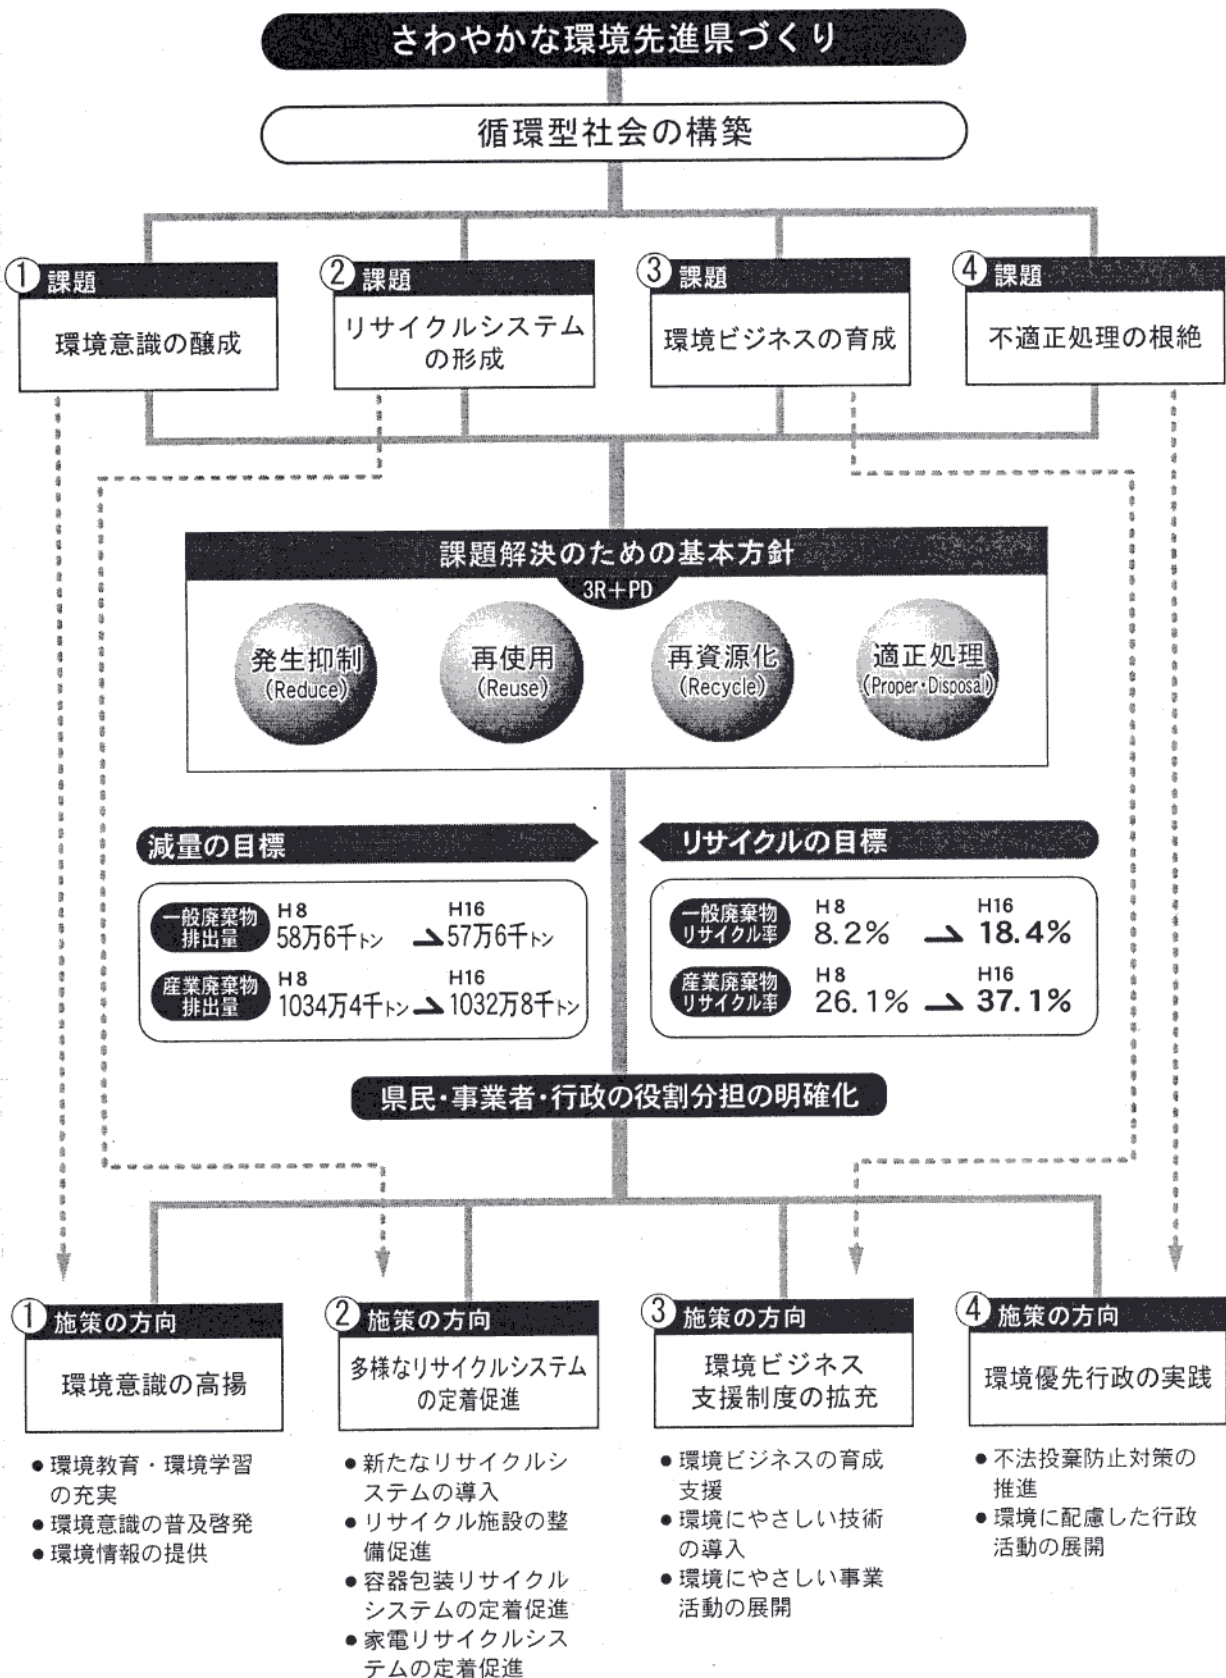 さわやかな環境先進県づくり
循環型社会の構築
① 課題
環境意識の醸成
② 課題
リサイクルシステム
の形成
③ 課題
環境ビジネスの育成
④ 課題
不適正処理の根絶
課題解決のための基本方針
3R+PD
発生抑制
(Reduce)
再使用
(Reuse)
再資源化
(Recycle)
適正処理
(Proper・Disposal)
減量の目標
一般廃棄物
排出量
H8
58万6千トン
H16
57万6千トン
産業廃棄物
排出量
H8
1034万4千トン
H16
1032万8千トン
リサイクルの目標
一般廃棄物
リサイクル率
H8
8.2%
H16
18.4%
産業廃棄物
リサイクル率
H8
26.1%
H16
37.1%
県民・事業者・行政の役割分担の明確化
① 施策の方向
環境意識の高揚
●環境教育・環境学習
の充実
●環境意識の普及啓発
●環境情報の提供
② 施策の方向
多様なリサイクルシステム
の定着促進
●新たなリサイクルシ
ステムの導入
●リサイクル施設の整
備促進
●容器包装リサイクル
システムの定着促進
●家電リサイクルシス
テムの定着促進
③ 施策の方向
環境ビジネス
支援制度の拡充
●環境ビジネスの育成
支援
●環境にやさしい技術
の導入
●環境にやさしい事業
活動の展開
④ 施策の方向
環境優先行政の実践
●不法投棄防止対策の
推進
●環境に配慮した行政
活動の展開